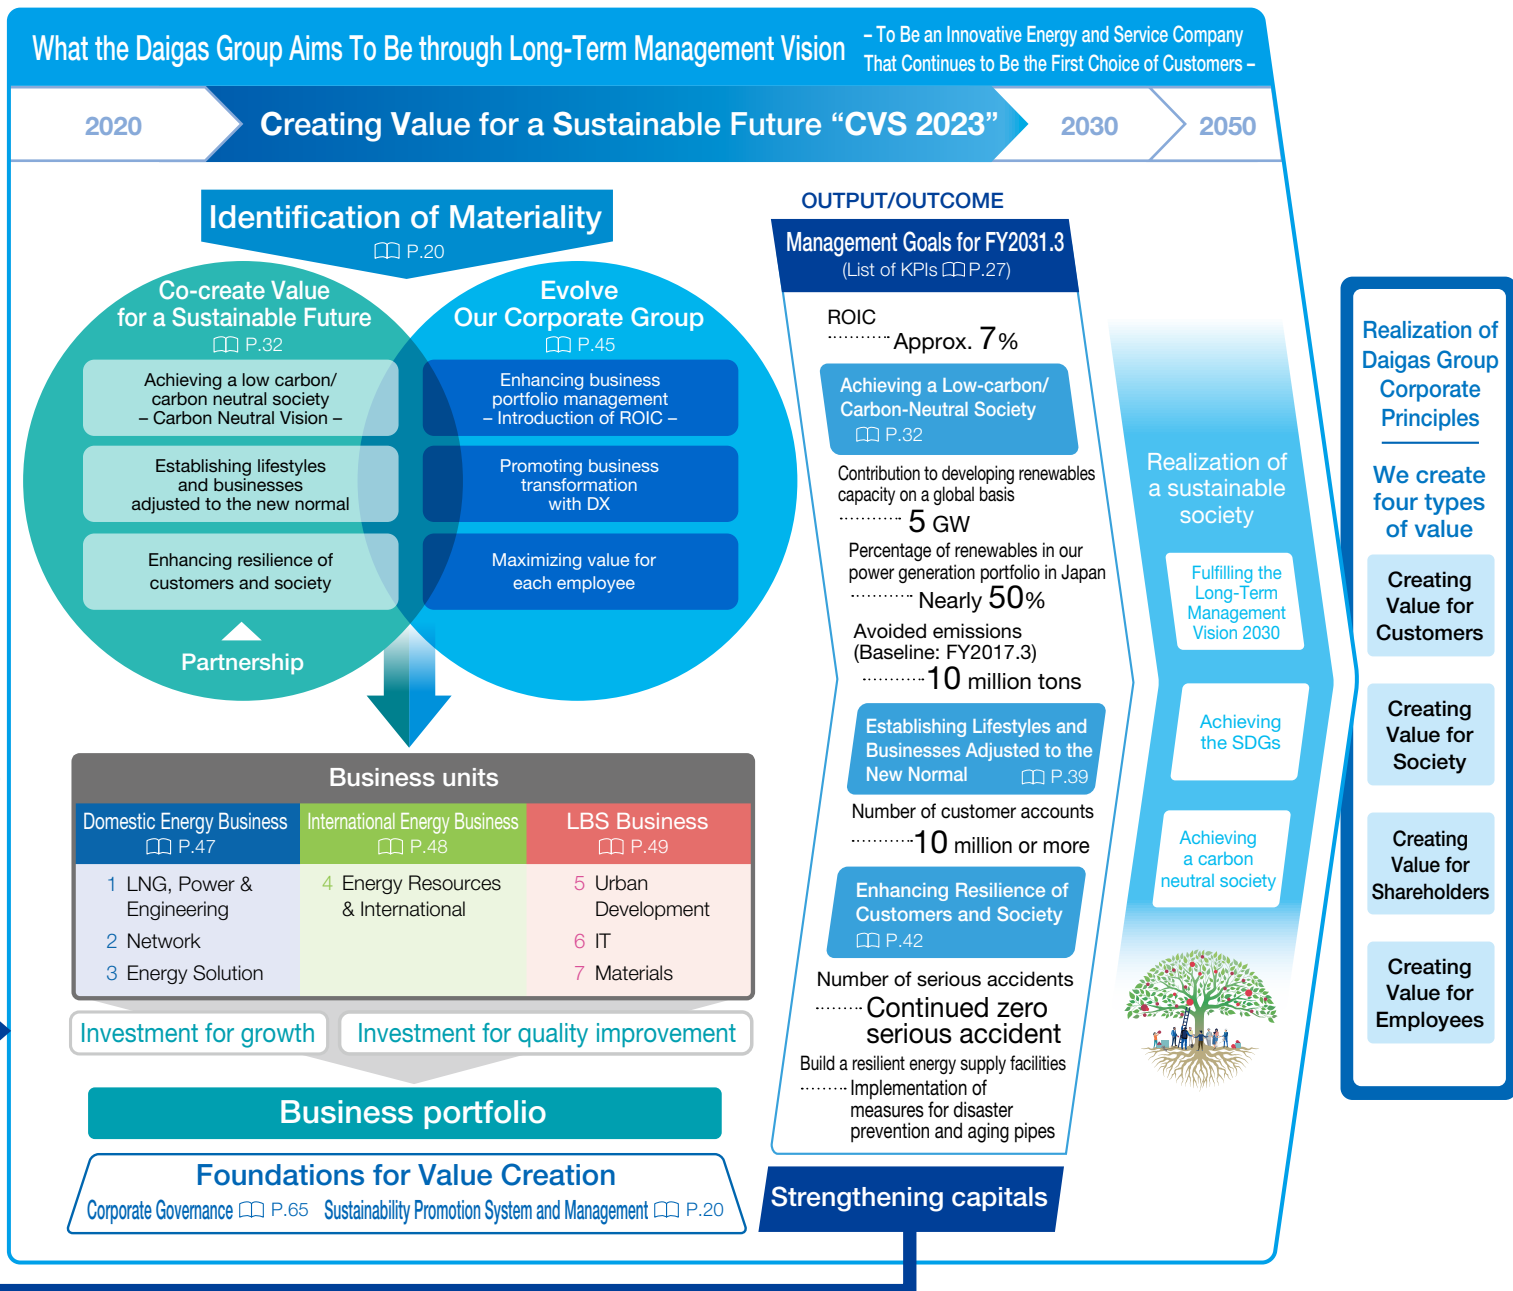 What the Daigas Group Aims To Be through Long-Term Management Vision
– To Be an Innovative Energy and Service Company
That Continues to Be the First Choice of Customers –
2020
Creating Value for a Sustainable Future “CVS 2023”
2030
2050
Identification of Materiality
P.20
Co-create Value
for a Sustainable Future
P.32
Achieving a low carbon/
carbon neutral society
– Carbon Neutral Vision –
Establishing lifestyles
and businesses
adjusted to the new normal
Enhancing resilience of
customers and society
Partnership
Evolve
Our Corporate Group
P.45
Enhancing business
portfolio management
– Introduction of ROIC –
Promoting business
transformation
with DX
Maximizing value for
each employee
Business units
Domestic Energy Business
P.47
1 LNG, Power &
Engineering
2 Network
3 Energy Solution
International Energy Business
P.48
4 Energy Resources
& International
LBS Business
P.49
5 Urban
Development
6 IT
7 Materials
Investment for growth
Investment for quality improvement
Business portfolio
Foundations for Value Creation
Corporate Governance P.65 Sustainability Promotion System and Management P.20
OUTPUT/OUTCOME
Management Goals for FY2031.3
(List of KPIs P.27)
ROIC
Approx. 7%
Achieving a Low-carbon/
Carbon-Neutral Society
P.32
Contribution to developing renewables
capacity on a global basis
5 GW
Percentage of renewables in our
power generation portfolio in Japan
Nearly 50%
Avoided emissions
(Baseline: FY2017.3)
10 million tons
Establishing Lifestyles and
Businesses Adjusted to the
New Normal P.39
Number of customer accounts
10 million or more
Enhancing Resilience of
Customers and Society
P.42
Number of serious accidents
Continued zero
serious accident
Build a resilient energy supply facilities
Implementation of
measures for disaster
prevention and aging pipes
Strengthening capitals
Realization of
a sustainable
society
Fulfilling the
Long-Term
Management
Vision 2030
Achieving
the SDGs
Achieving
a carbon
neutral society
Realization of
Daigas Group
Corporate
Principles
We create
four types
of value
Creating
Value for
Customers
Creating
Value for
Society
Creating
Value for
Shareholders
Creating
Value for
Employees